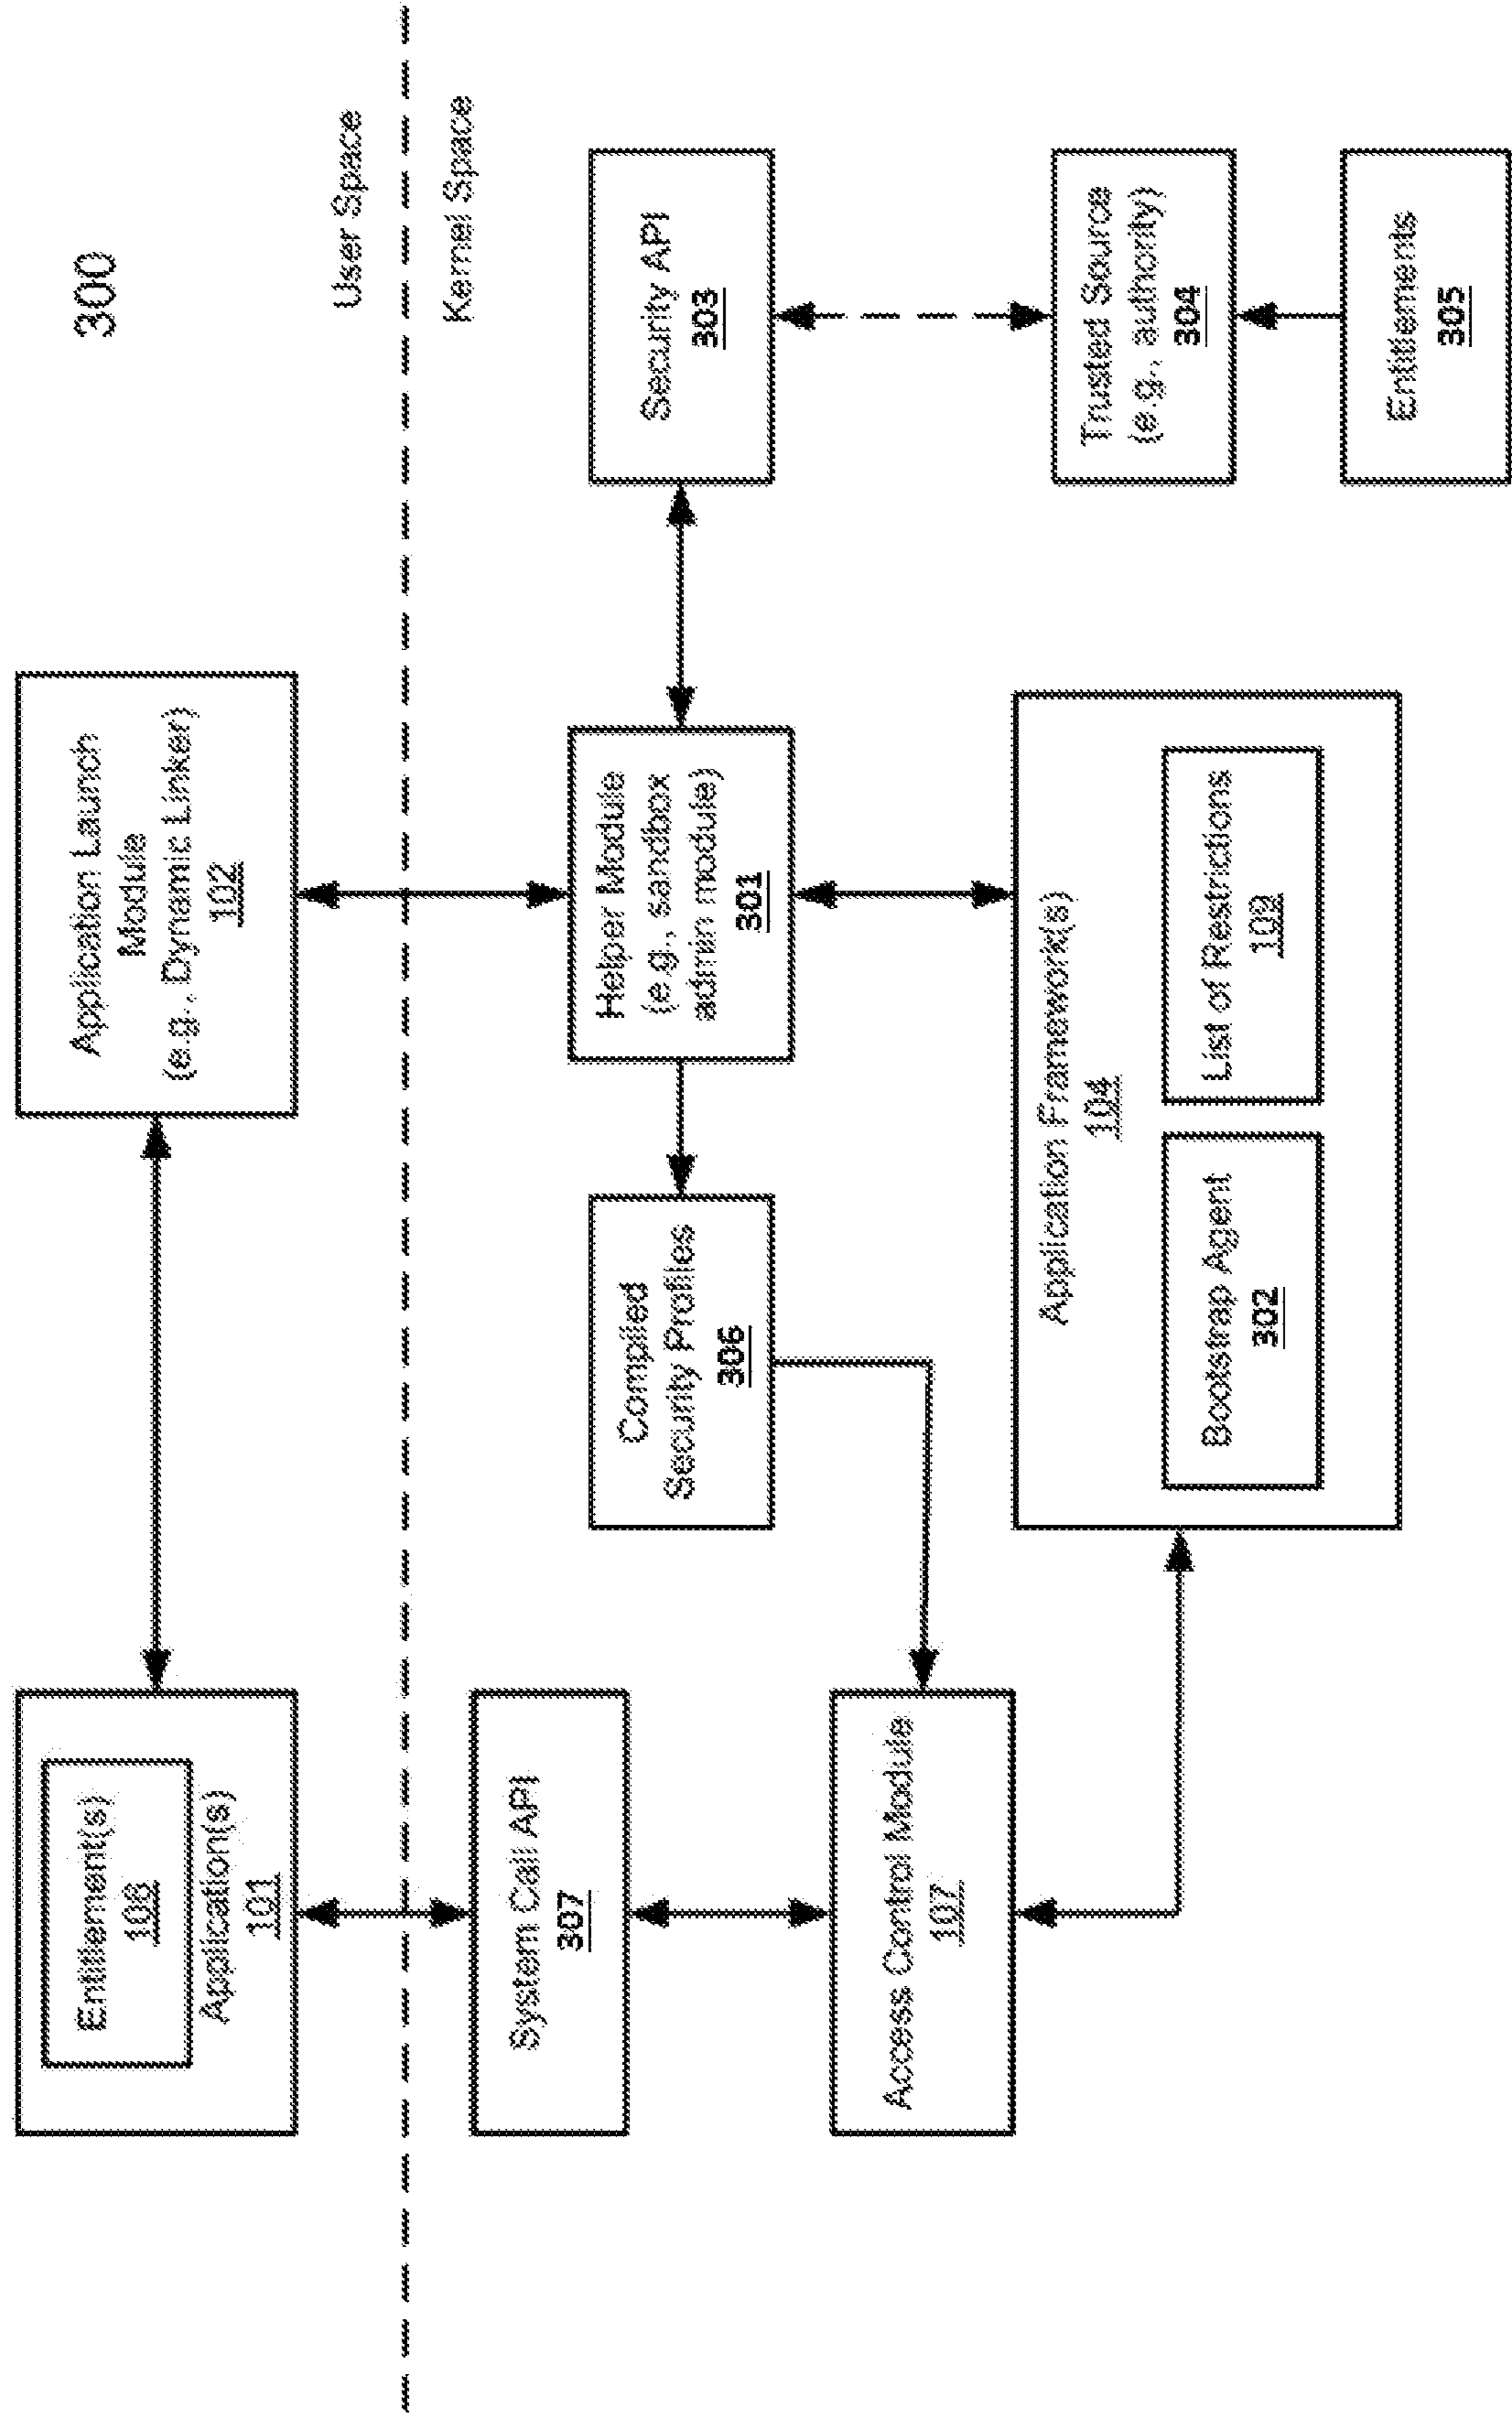 300
Entitlement(s)
106
Application(s)
101
Application Launch
Module
(e.g., Dynamic Linker)
102
User Space
Kernel Space
System Call API
307
Compiled
Security Profiles
306
Helper Module
(e.g., sandbox
admin module)
301
Security API
303
Access Control Module
107
Application Framework(s)
104
Bootstrap Agent
302
List of Restrictions
109
Trusted Source
(e.g., authority)
304
Entitlements
305